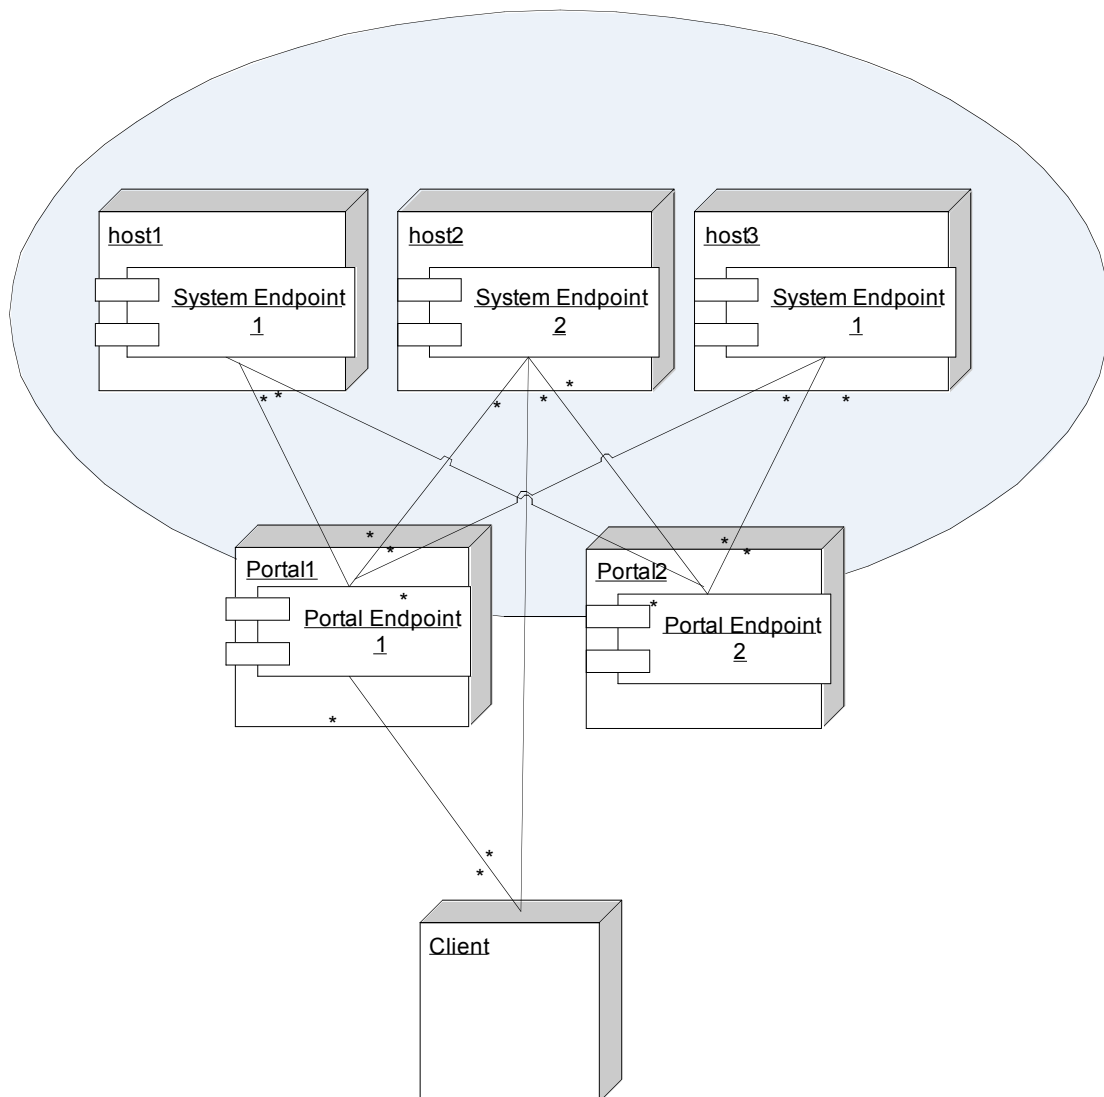 host1
host2
host3
System Endpoint
1
System Endpoint
2
System Endpoint
1
* *
* * *
* *
*
*
*
*
Portal1
Portal2
*
*
Portal Endpoint
1
Portal Endpoint
2
*
*
*
Client